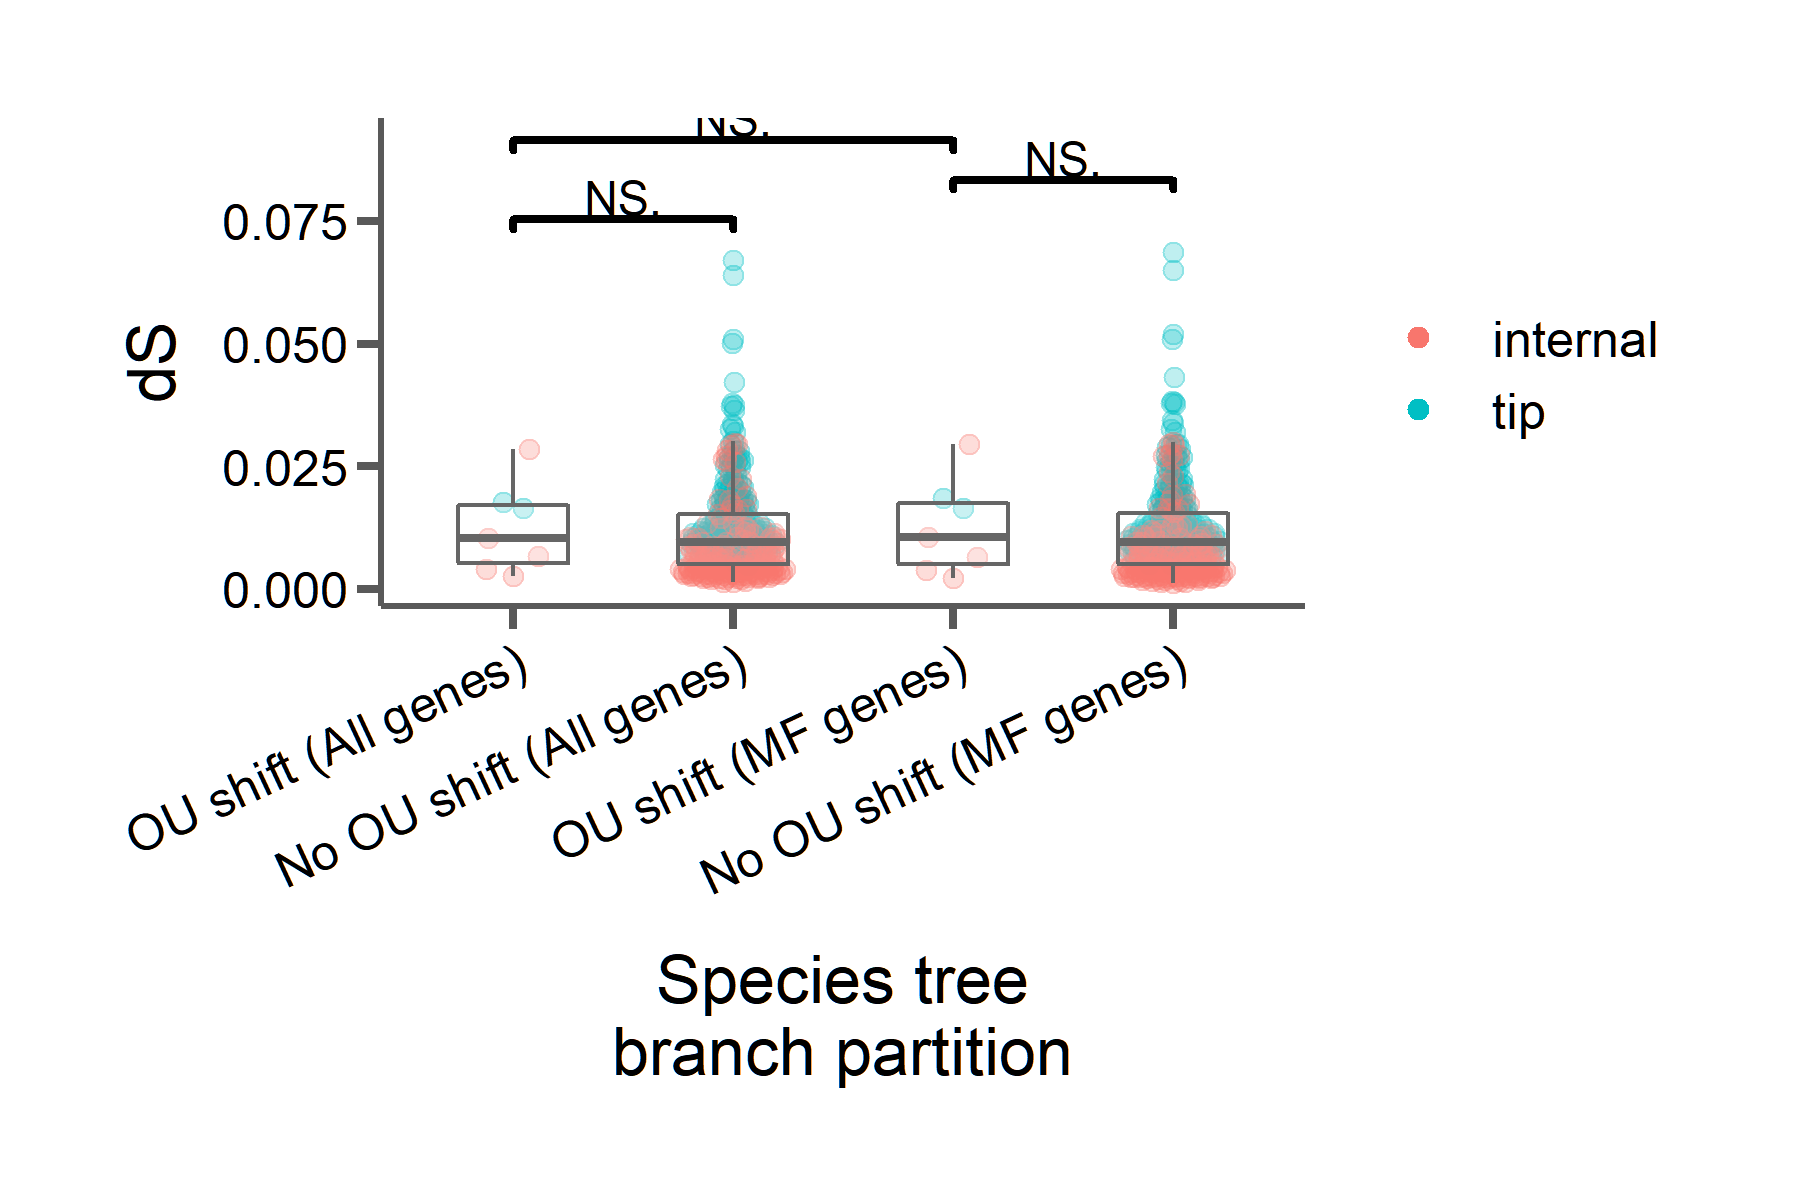 NS.
NS.
NS.
0.075
0.050
0.025
0.000
dS
internal
tip
OU shift (All genes)
No OU shift (All genes)
OU shift (MF genes)
No OU shift (MF genes)
Species tree
branch partition